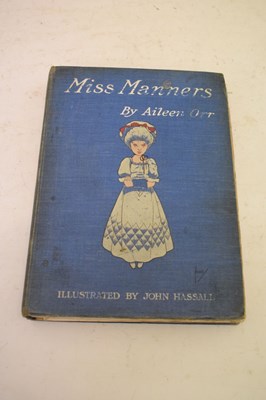 Miss Manners
By Aileen Orr
ILLUSTRATED BY JOHN HASSALL